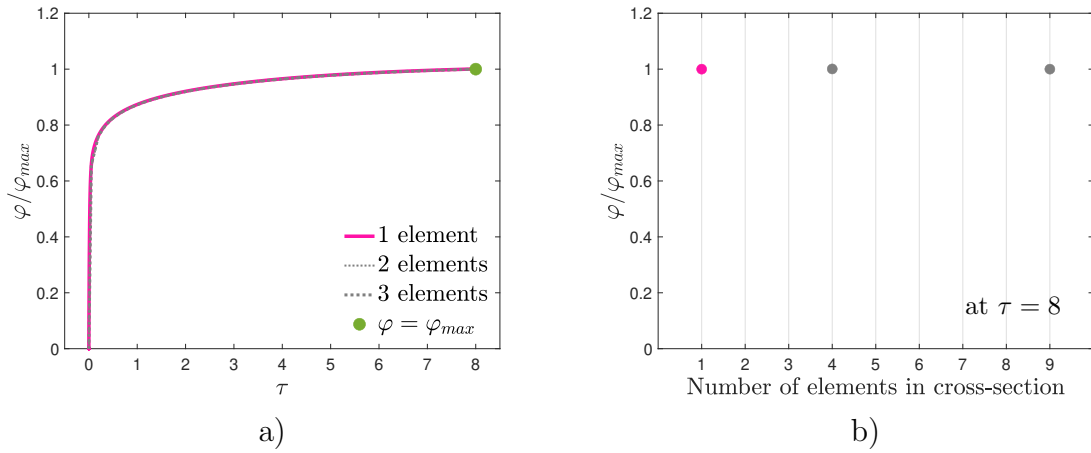 1.2
1
0.8
0.6
0.4
0.2
0
φ/φmax
0 1 2 3 4 5 6 7 8
τ
1 element
2 elements
3 elements
φ = φmax
a)
1.2
1
0.8
0.6
0.4
0.2
0
φ/φmax
at τ = 8
1 2 3 4 5 6 7 8 9
Number of elements in cross-section
b)